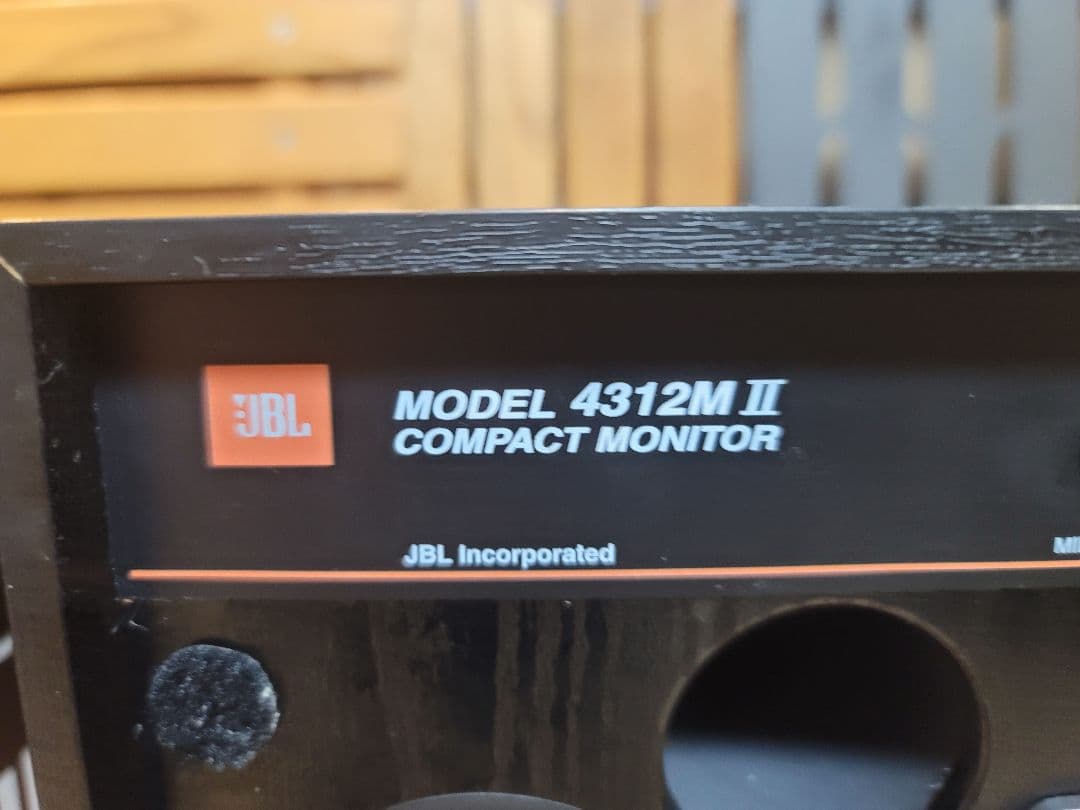 JBL
MODEL 4312M II
COMPACT MONITOR
JBL Incorporated